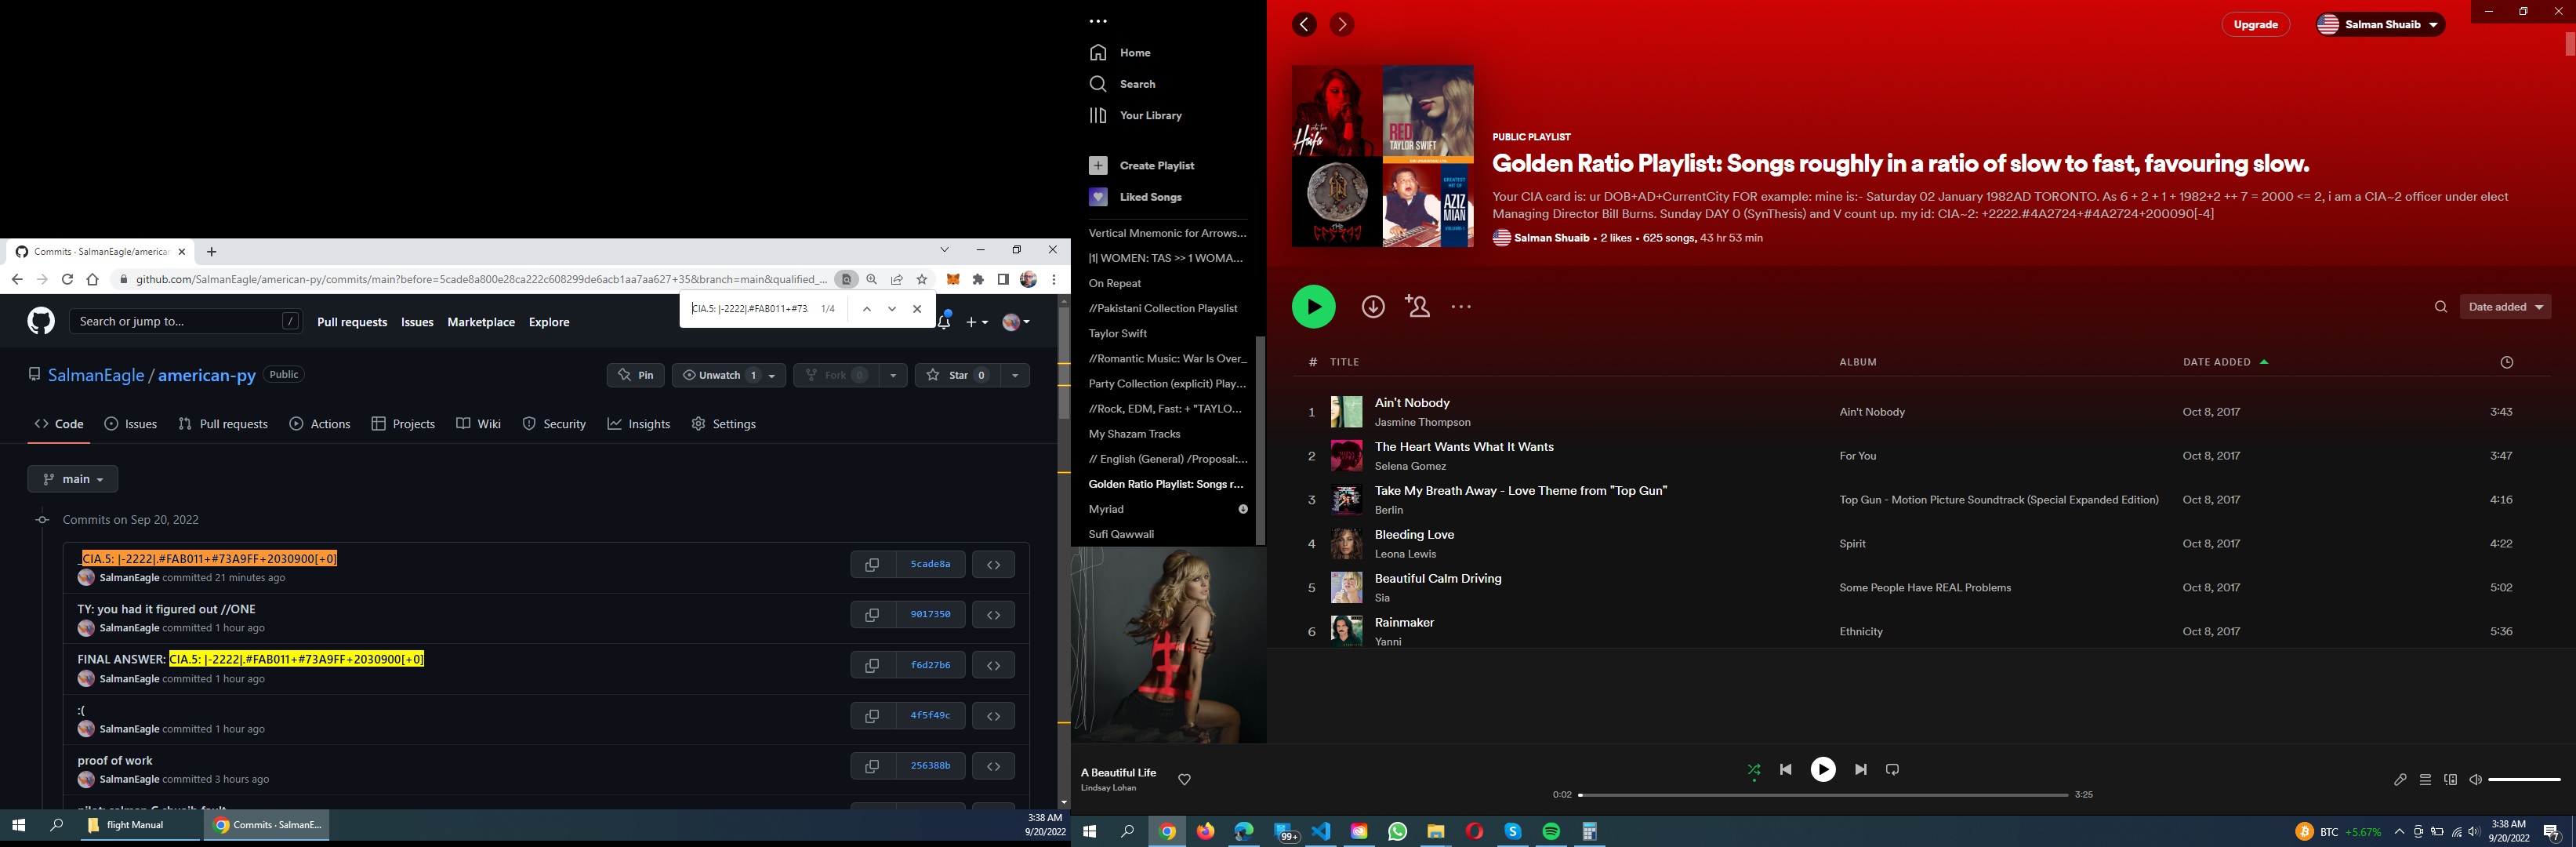 Commits · SalmanEagle/american
github.com/SalmanEagle/american-py/commits/main?before=5cade8a800e28ca222c608299de6acb1aa7aa627+35&branch=main&qualified_...
CIA.5: |-2222|.#FAB011+#73. 1/4
Search or jump to... /
Pull requests Issues Marketplace Explore
SalmanEagle / american-py Public
Pin Unwatch 1 Fork 0 Star 0
Code Issues Pull requests Actions Projects Wiki Security Insights Settings
main
Commits on Sep 20, 2022
_CIA.5: |-2222|.#FAB011+#73A9FF+2030900[+0]
SalmanEagle committed 21 minutes ago
5cade8a
TY: you had it figured out //ONE
SalmanEagle committed 1 hour ago
9017350
FINAL ANSWER: CIA.5: |-2222|.#FAB011+#73A9FF+2030900[+0]
SalmanEagle committed 1 hour ago
f6d27b6
:(
SalmanEagle committed 1 hour ago
4f5f49c
proof of work
SalmanEagle committed 3 hours ago
256388b
flight Manual
Commits · SalmanE...
3:38 AM
9/20/2022
Home
Search
Your Library
Create Playlist
Liked Songs
Vertical Mnemonic for Arrows...
|1| WOMEN: TAS >> 1 WOMA...
On Repeat
//Pakistani Collection Playlist
Taylor Swift
//Romantic Music: War Is Over_
Party Collection (explicit) Play...
//Rock, EDM, Fast: + "TAYLO...
My Shazam Tracks
// English (General) /Proposal:...
Golden Ratio Playlist: Songs r...
Myriad
Sufi Qawwali
A Beautiful Life
Lindsay Lohan
Upgrade
Salman Shuaib
Haifa
RED
TAYLOR SWIFT
GREATEST
HIT OF
AZIZ
MIAN
PUBLIC PLAYLIST
Golden Ratio Playlist: Songs roughly in a ratio of slow to fast, favouring slow.
Your CIA card is: ur DOB+AD+CurrentCity FOR example: mine is:- Saturday 02 January 1982AD TORONTO. As 6 + 2 + 1 + 1982+2 ++ 7 = 2000 <= 2, i am a CIA~2 officer under elect
Managing Director Bill Burns. Sunday DAY 0 (SynThesis) and V count up. my id: CIA~2: +2222.#4A2724+#4A2724+200090[-4]
Salman Shuaib • 2 likes • 625 songs, 43 hr 53 min
Date added
# TITLE ALBUM DATE ADDED
1 Ain't Nobody Ain't Nobody Oct 8, 2017 3:43
Jasmine Thompson
2 The Heart Wants What It Wants For You Oct 8, 2017 3:47
Selena Gomez
3 Take My Breath Away - Love Theme from "Top Gun" Top Gun - Motion Picture Soundtrack (Special Expanded Edition) Oct 8, 2017 4:16
Berlin
4 Bleeding Love Spirit Oct 8, 2017 4:22
Leona Lewis
5 Beautiful Calm Driving Some People Have REAL Problems Oct 8, 2017 5:02
Sia
6 Rainmaker Ethnicity Oct 8, 2017 5:36
Yanni
0:02 3:25
99+
BTC +5.67%
3:38 AM
9/20/2022
7